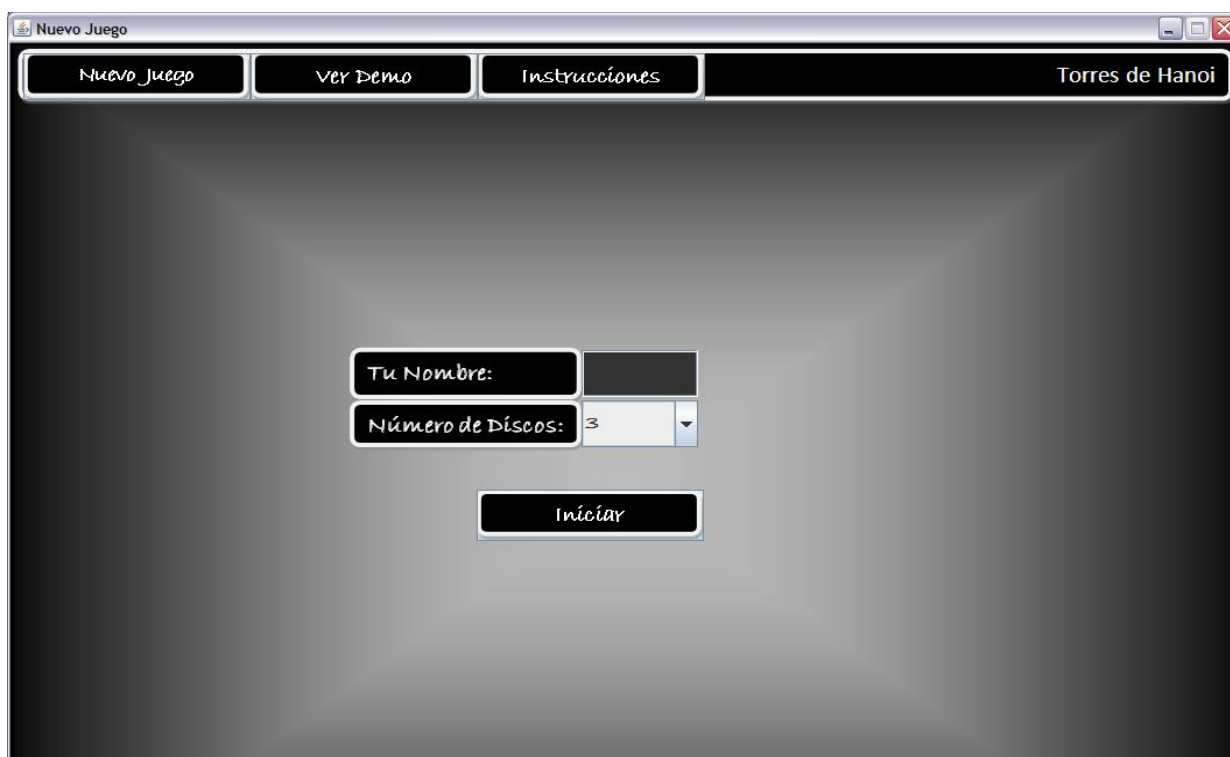 Nuevo Juego
Nuevo Juego Ver Demo Instrucciones Torres de Hanoi
Tu Nombre:
Número de Discos: 3
Iniciar